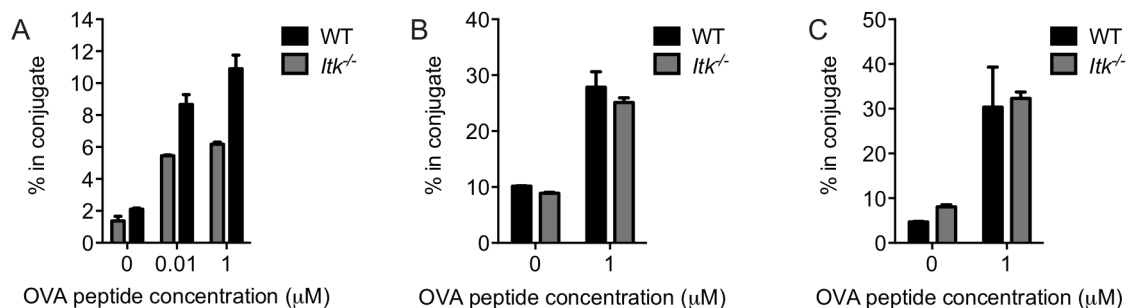 A
14
12
10
8
6
4
2
0
% in conjugate
0 0.01 1
OVA peptide concentration (μM)
WT
Itk-/-
B
40
30
20
10
0
% in conjugate
0 1
OVA peptide concentration (μM)
WT
Itk-/-
C
50
40
30
20
10
0
% in conjugate
0 1
OVA peptide concentration (μM)
WT
Itk-/-